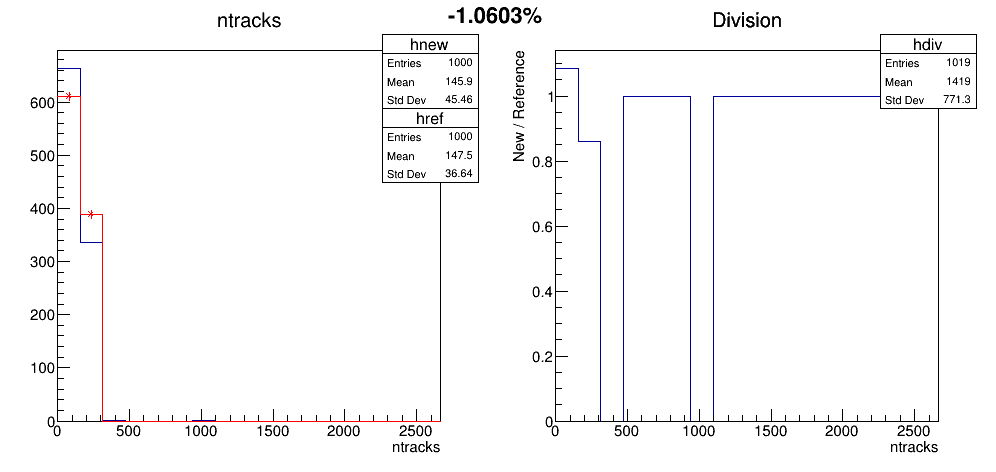 -1.0603%
ntracks
hnew
Entries 1000
Mean 145.9
Std Dev 45.46
href
Entries 1000
Mean 147.5
Std Dev 36.64
600
500
400
300
200
100
0
0 500 1000 1500 2000 2500
ntracks
Division
hdiv
Entries 1019
Mean 1419
Std Dev 771.3
New / Reference
1
0.8
0.6
0.4
0.2
0
0 500 1000 1500 2000 2500
ntracks